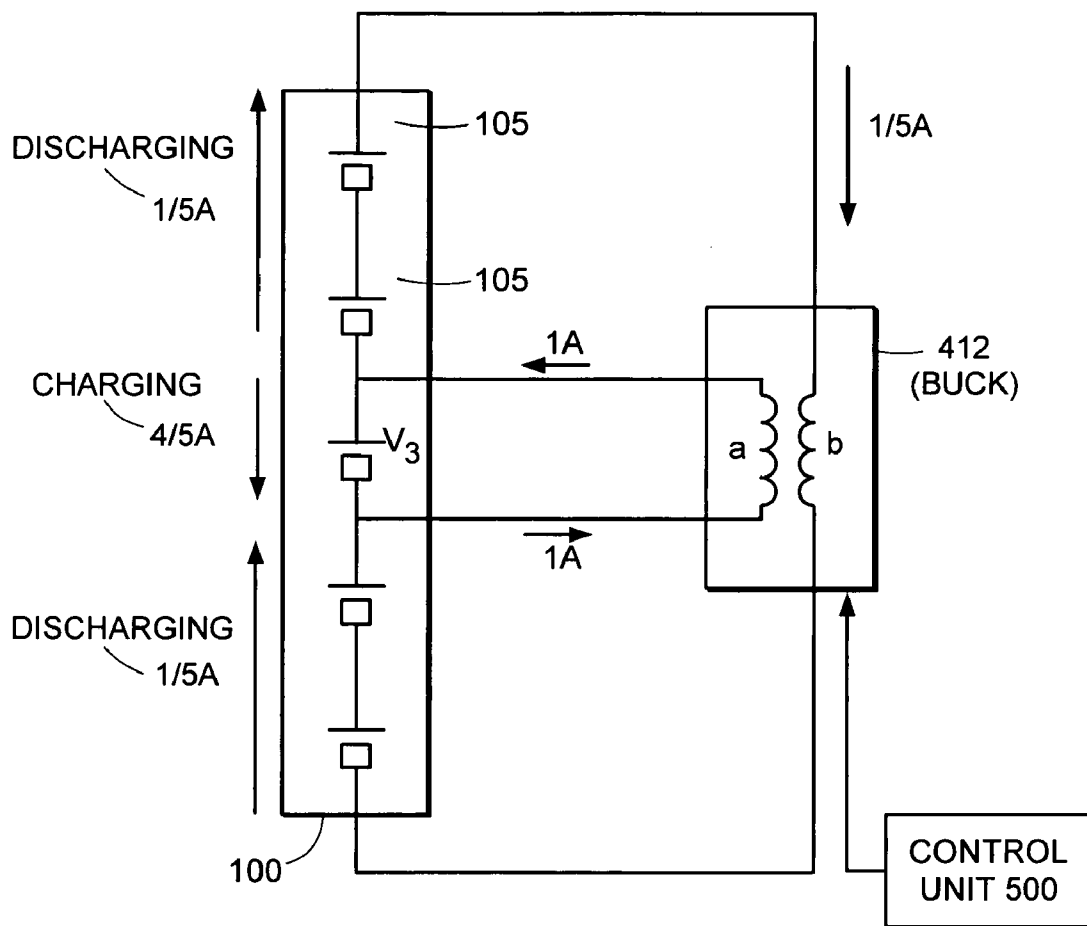 105
DISCHARGING
1/5A
1/5A
105
1A
412
(BUCK)
CHARGING
4/5A
V3
a
b
1A
DISCHARGING
1/5A
100
CONTROL
UNIT 500